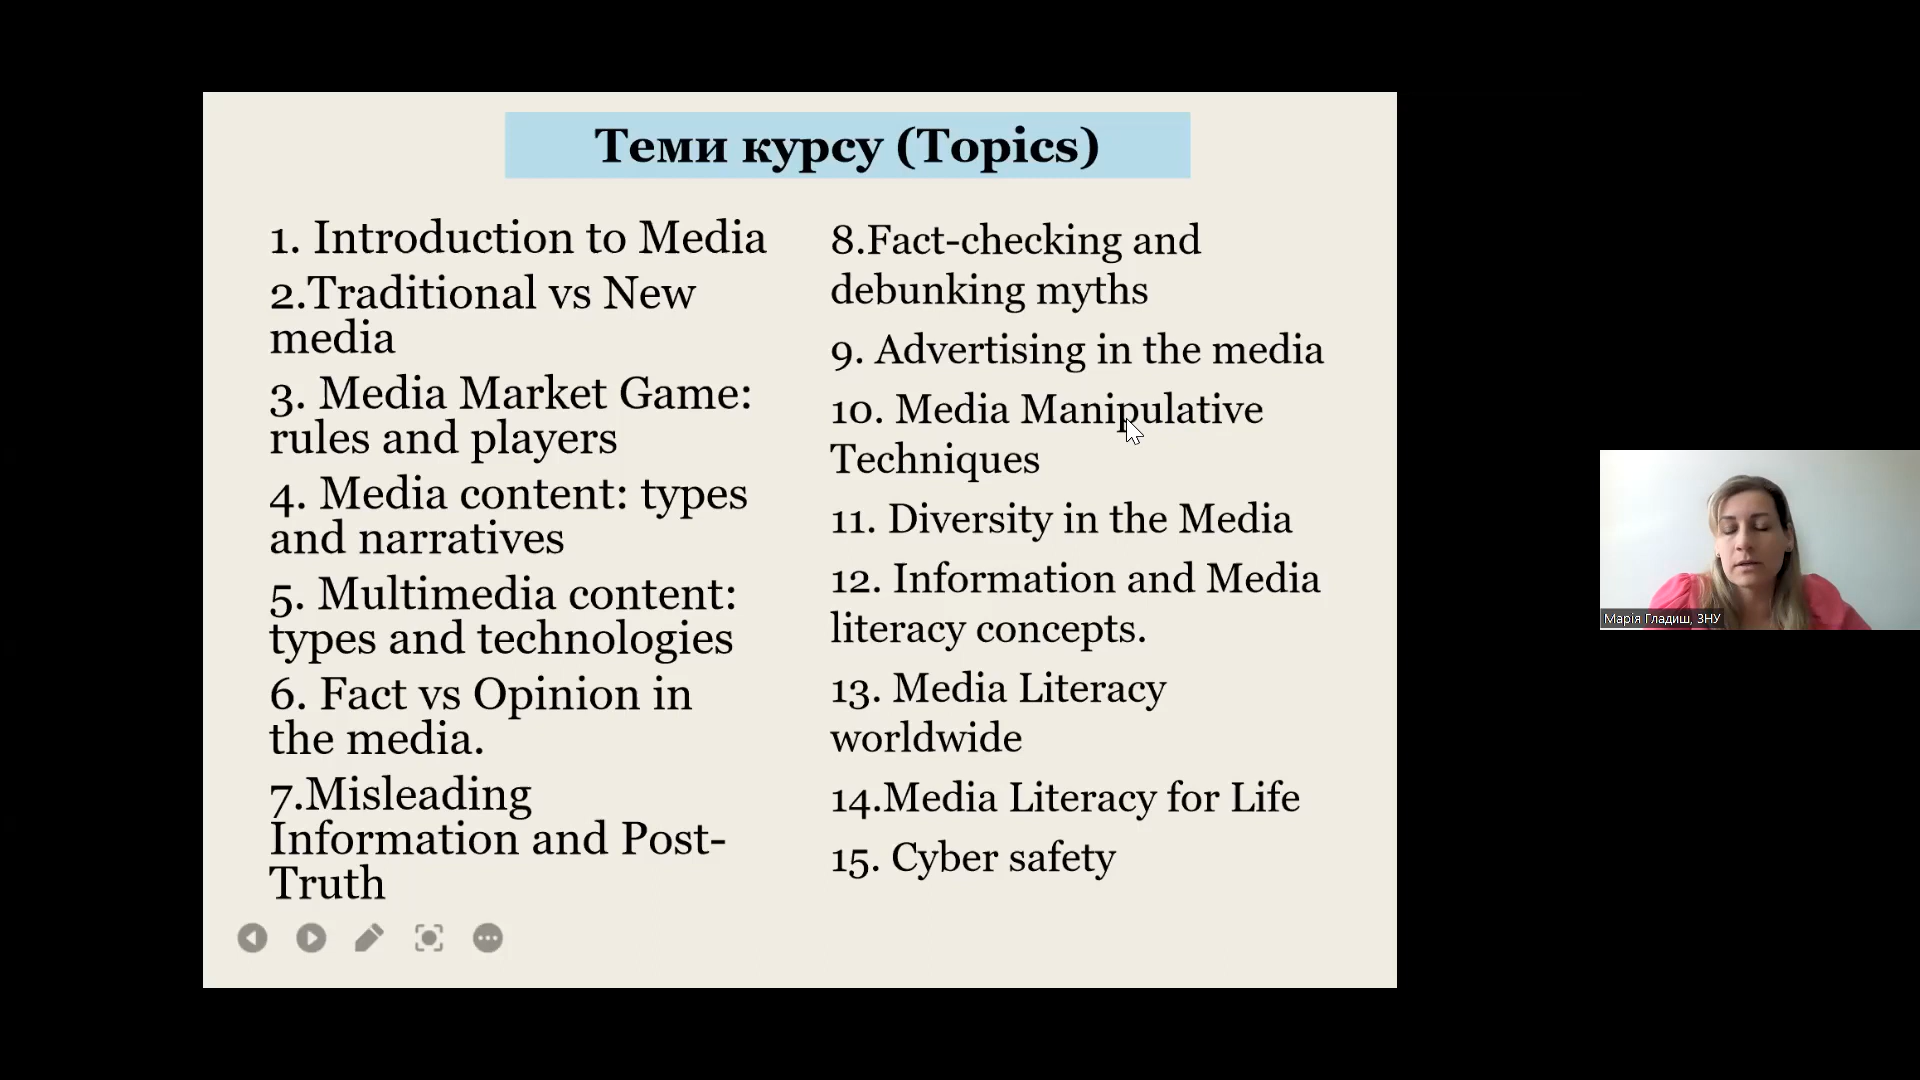 Теми курсу (Topics)
1. Introduction to Media
2.Traditional vs New
media
3. Media Market Game:
rules and players
4. Media content: types
and narratives
5. Multimedia content:
types and technologies
6. Fact vs Opinion in
the media.
7.Misleading
Information and Post-
Truth
8.Fact-checking and
debunking myths
9. Advertising in the media
10. Media Manipulative
Techniques
11. Diversity in the Media
12. Information and Media
literacy concepts.
13. Media Literacy
worldwide
14.Media Literacy for Life
15. Cyber safety
Марія Гладиш, ЗНУ